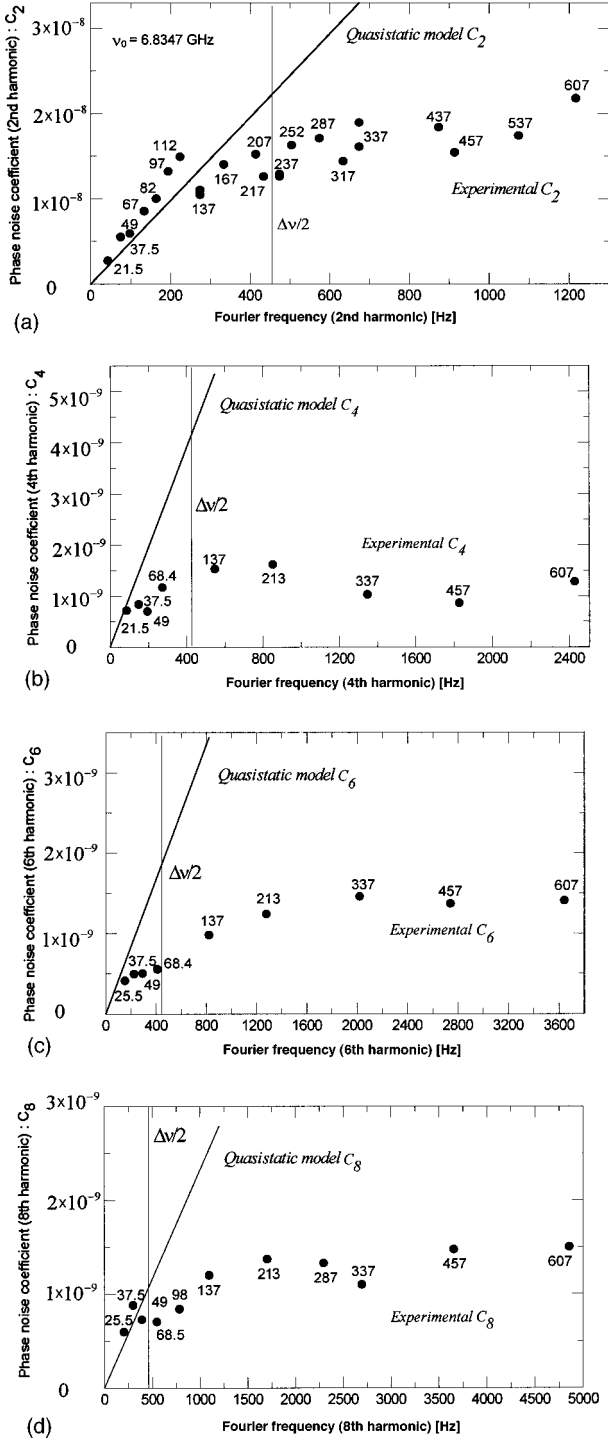 3×10⁻⁸
ν₀ = 6.8347 GHz
Quasistatic model C₂
Phase noise coefficient (2nd harmonic) : C₂
2×10⁻⁸
1×10⁻⁸
0
112
97
82
67
49
37.5
21.5
137
167
207
217
237
252
287
317
337
437
457
537
607
Experimental C₂
Δν/2
0 200 400 600 800 1000 1200
Fourier frequency (2nd harmonic) [Hz]
(a)
Phase noise coefficient (4th harmonic) : C₄
5×10⁻⁹
4×10⁻⁹
3×10⁻⁹
2×10⁻⁹
1×10⁻⁹
0
Quasistatic model C₄
Δν/2
Experimental C₄
21.5
37.5
49
68.4
137
213
337
457
607
0 400 800 1200 1600 2000 2400
Fourier frequency (4th harmonic) [Hz]
(b)
Phase noise coefficient (6th harmonic) : C₆
3×10⁻⁹
2×10⁻⁹
1×10⁻⁹
0
Quasistatic model C₆
Δν/2
25.5
37.5
49
68.4
137
213
337
457
607
Experimental C₆
0 400 800 1200 1600 2000 2400 2800 3200 3600
Fourier frequency (6th harmonic) [Hz]
(c)
Phase noise coefficient (8th harmonic) : C₈
3×10⁻⁹
2×10⁻⁹
1×10⁻⁹
0
Δν/2
Quasistatic model C₈
25.5
37.5
49
68.5
98
137
213
287
337
457
607
Experimental C₈
0 500 1000 1500 2000 2500 3000 3500 4000 4500 5000
Fourier frequency (8th harmonic) [Hz]
(d)